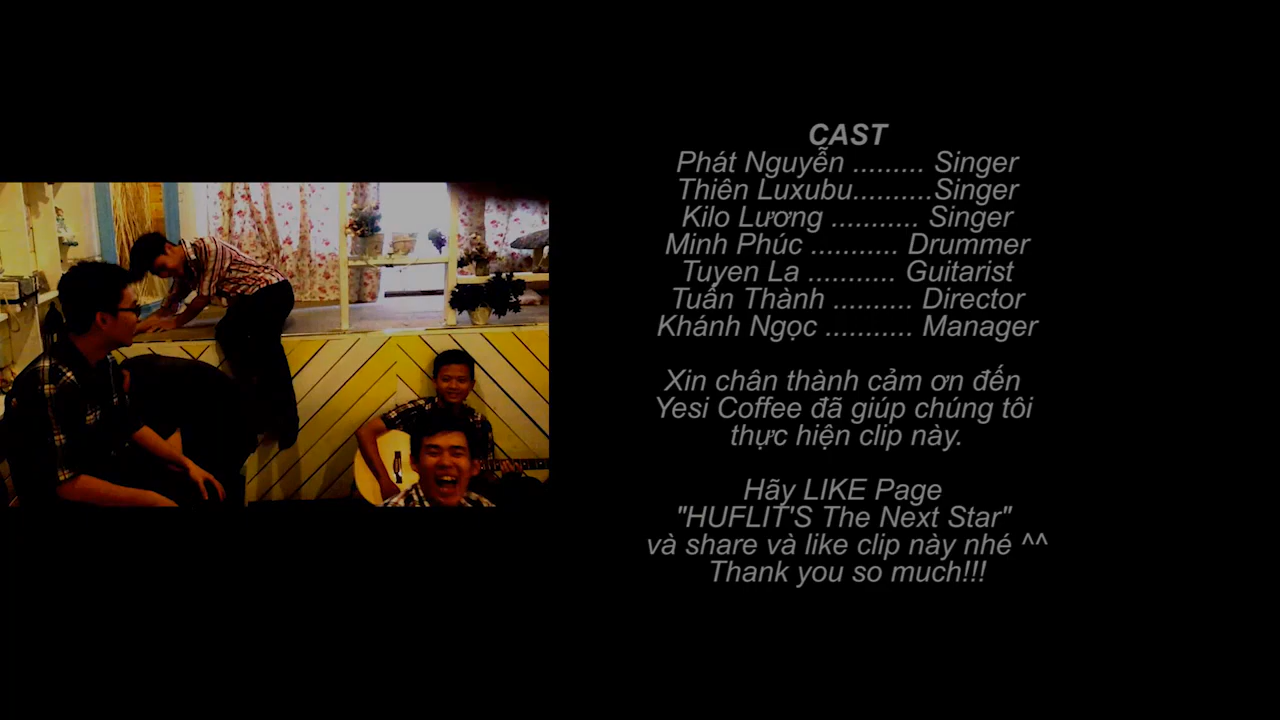 CAST
Phát Nguyễn ......... Singer
Thiên Luxubu..........Singer
Kilo Lương ........... Singer
Minh Phúc ........... Drummer
Tuyen La ........... Guitarist
Tuấn Thành .......... Director
Khánh Ngọc ........... Manager
Xin chân thành cảm ơn đến
Yesi Coffee đã giúp chúng tôi
thực hiện clip này.
Hãy LIKE Page
"HUFLIT'S The Next Star"
và share và like clip này nhé ^^
Thank you so much!!!